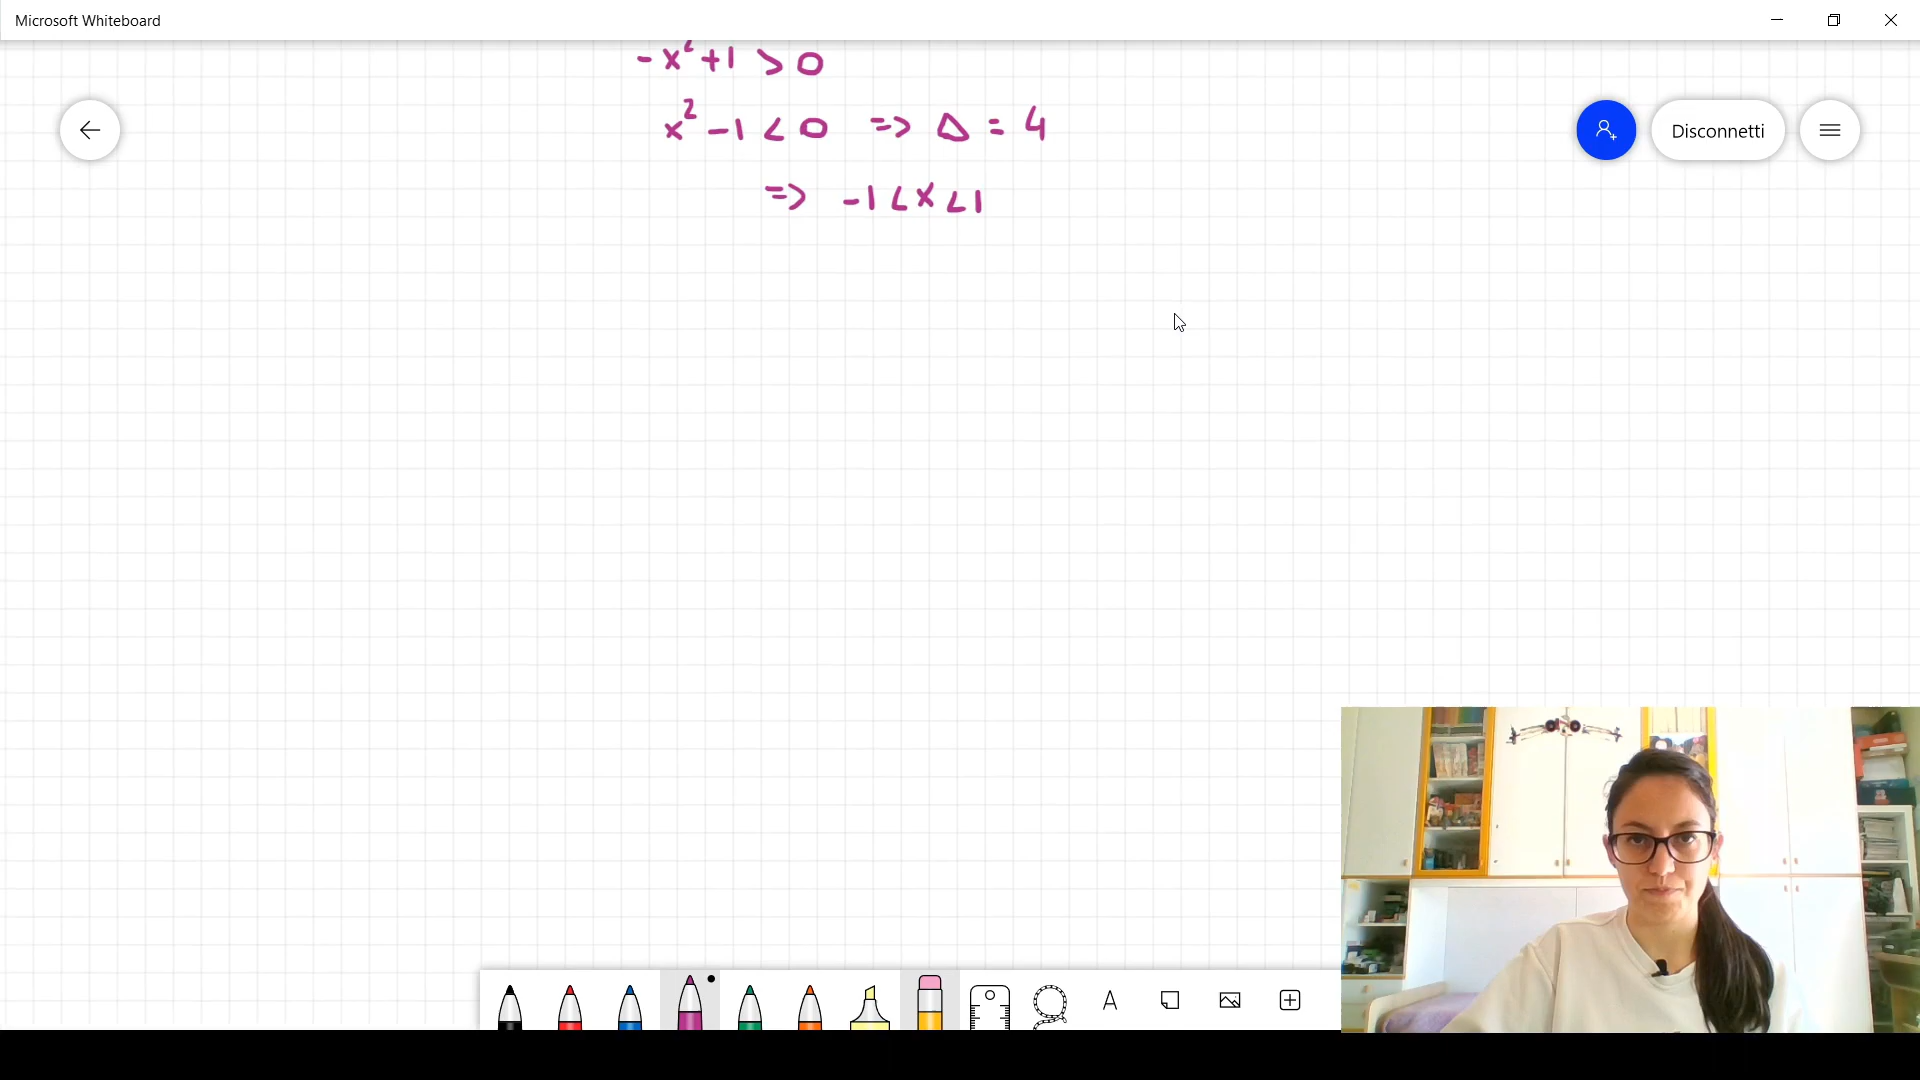 Microsoft Whiteboard
-x²+1 > 0
x² -1 < 0 => Δ = 4
=> -1 < x < 1
Disconnetti